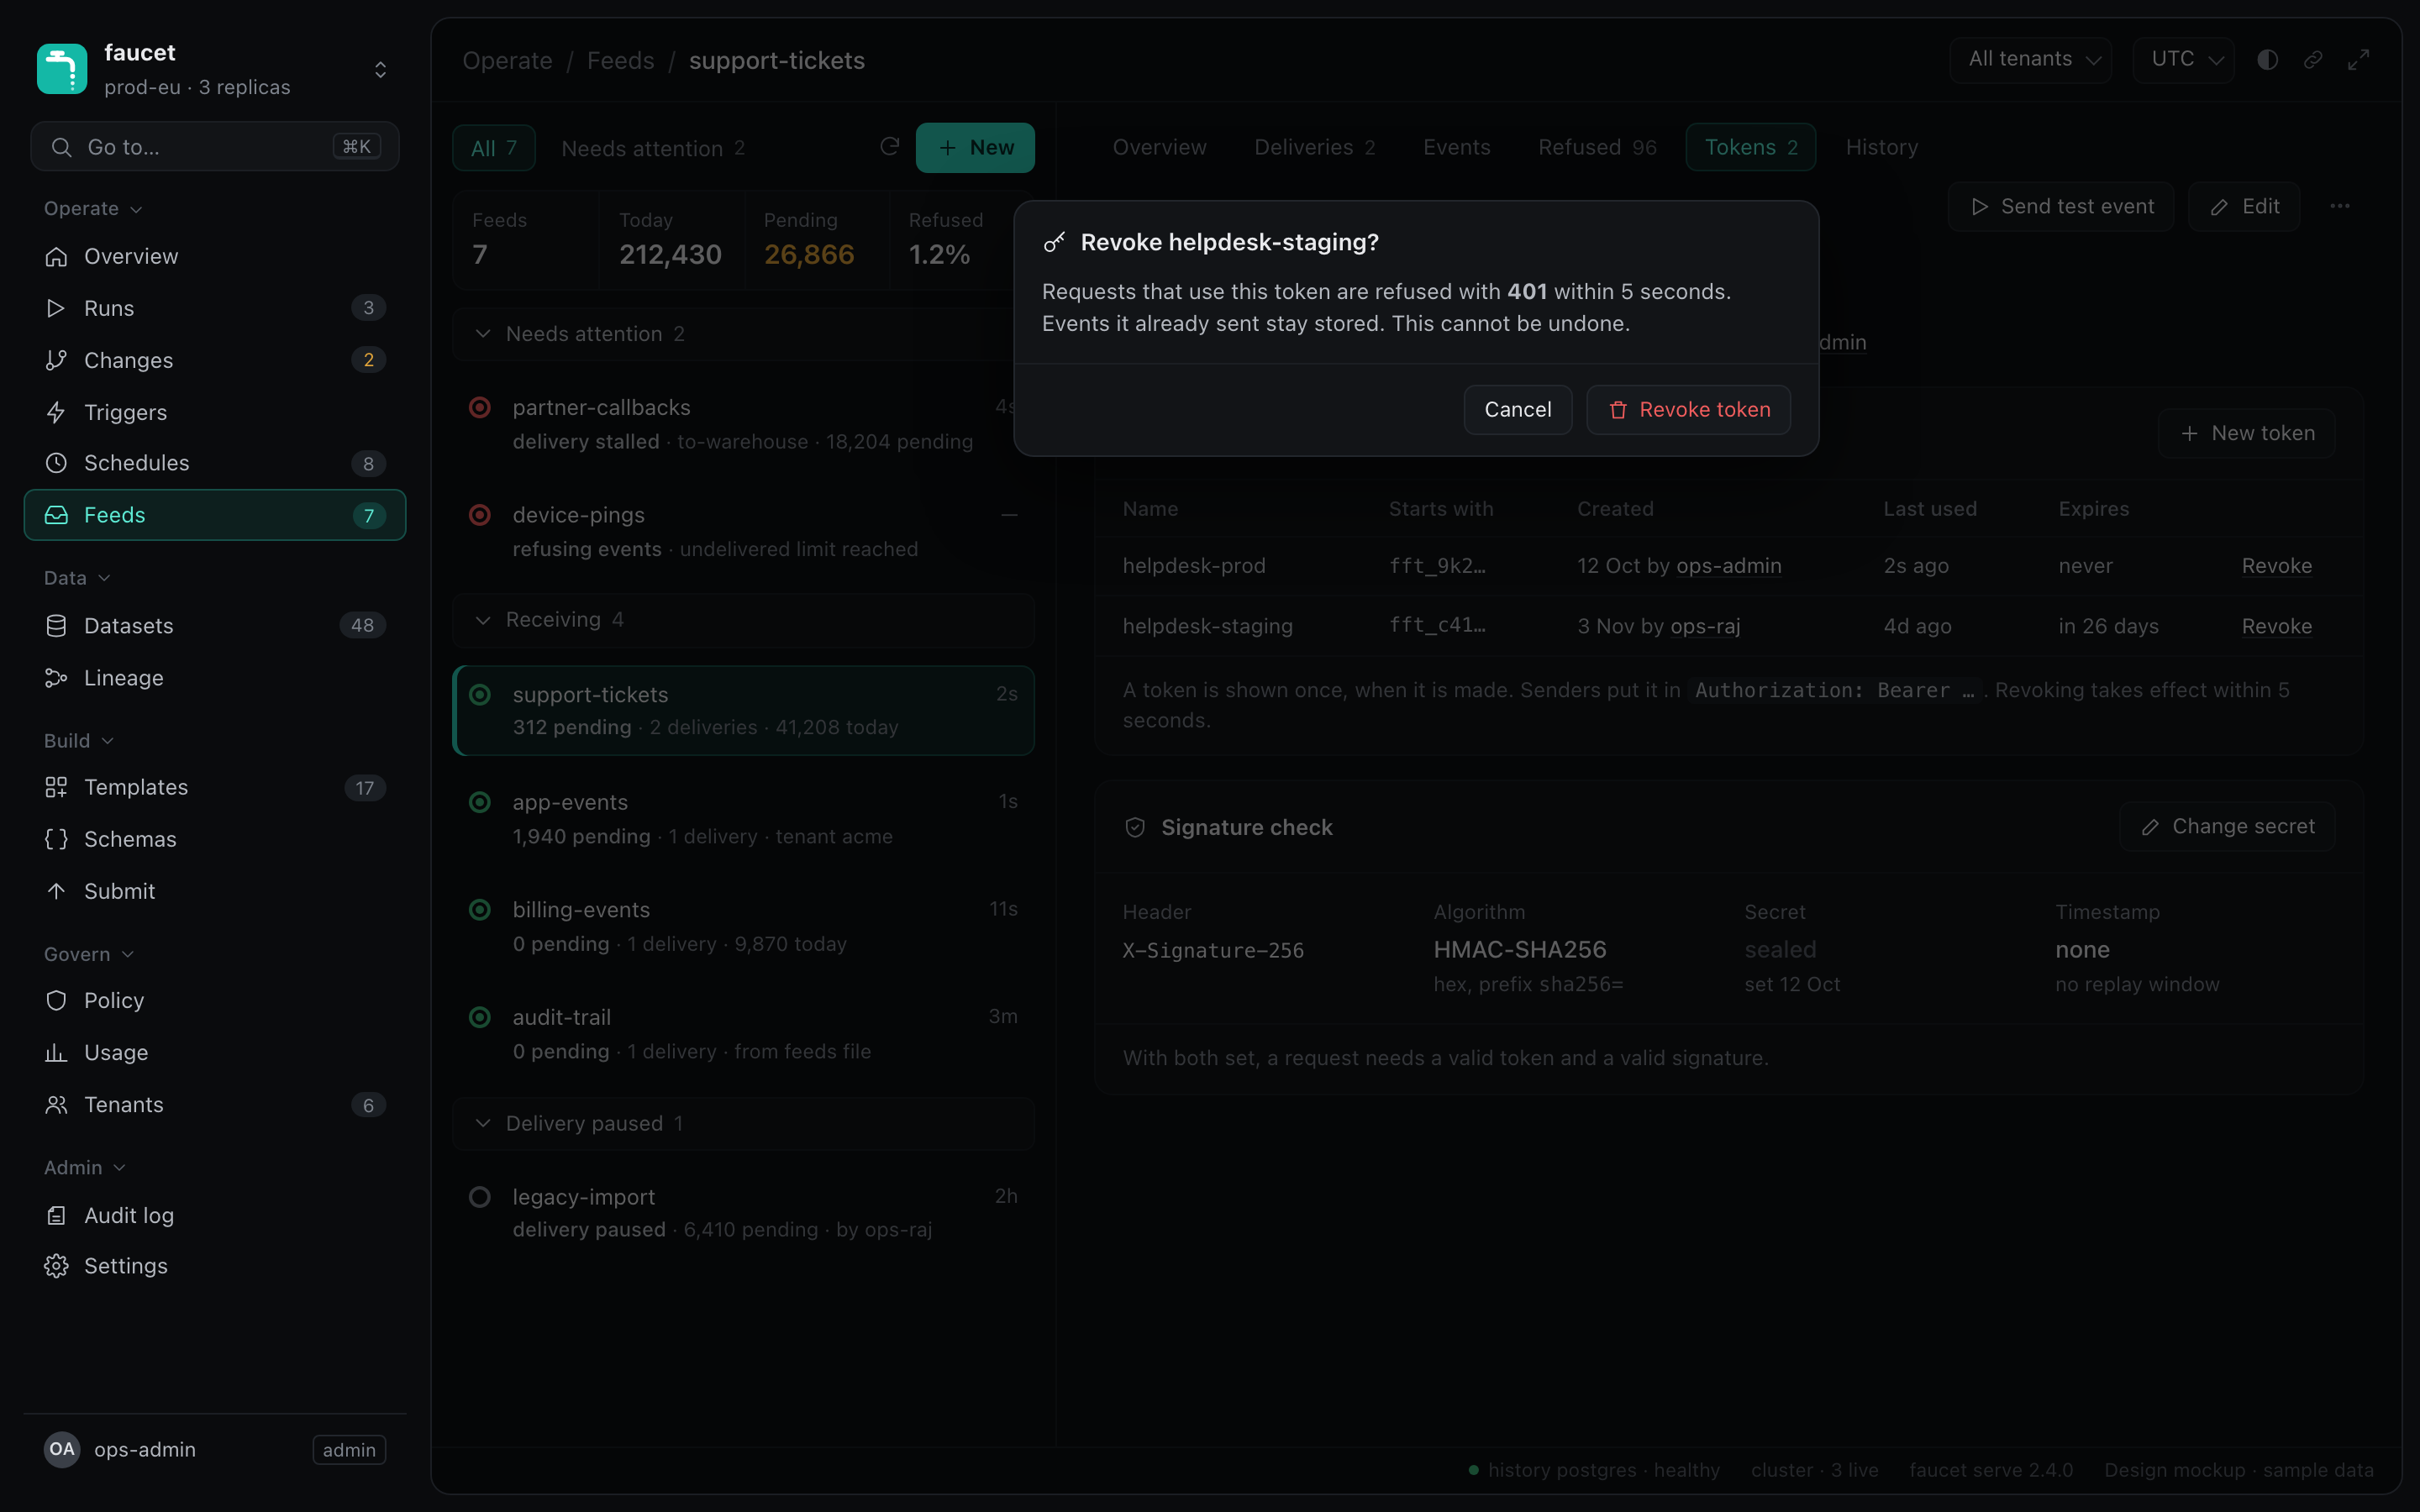 faucet
prod-eu · 3 replicas
Go to...
⌘K
Operate
Overview
Runs 3
Changes 2
Triggers
Schedules 8
Feeds 7
Data
Datasets 48
Lineage
Build
Templates 17
Schemas
Submit
Govern
Policy
Usage
Tenants 6
Admin
Audit log
Settings
OA ops-admin admin
Operate / Feeds / support-tickets
All tenants
UTC
All 7
Needs attention 2
New
Feeds
7
Today
212,430
Pending
26,866
Refused
1.2%
Needs attention 2
partner-callbacks
delivery stalled · to-warehouse · 18,204 pending
device-pings —
refusing events · undelivered limit reached
Receiving 4
support-tickets 2s
312 pending · 2 deliveries · 41,208 today
app-events 1s
1,940 pending · 1 delivery · tenant acme
billing-events 11s
0 pending · 1 delivery · 9,870 today
audit-trail 3m
0 pending · 1 delivery · from feeds file
Delivery paused 1
legacy-import 2h
delivery paused · 6,410 pending · by ops-raj
Overview
Deliveries 2
Events
Refused 96
Tokens 2
History
Send test event
Edit
Revoke helpdesk-staging?
Requests that use this token are refused with 401 within 5 seconds.
Events it already sent stay stored. This cannot be undone.
Cancel
Revoke token
dmin
New token
Name Starts with Created Last used Expires
helpdesk-prod fft_9k2… 12 Oct by ops-admin 2s ago never Revoke
helpdesk-staging fft_c41… 3 Nov by ops-raj 4d ago in 26 days Revoke
A token is shown once, when it is made. Senders put it in Authorization: Bearer … . Revoking takes effect within 5
seconds.
Signature check
Change secret
Header Algorithm Secret Timestamp
X-Signature-256 HMAC-SHA256 sealed none
hex, prefix sha256= set 12 Oct no replay window
With both set, a request needs a valid token and a valid signature.
history postgres · healthy
cluster · 3 live
faucet serve 2.4.0
Design mockup · sample data